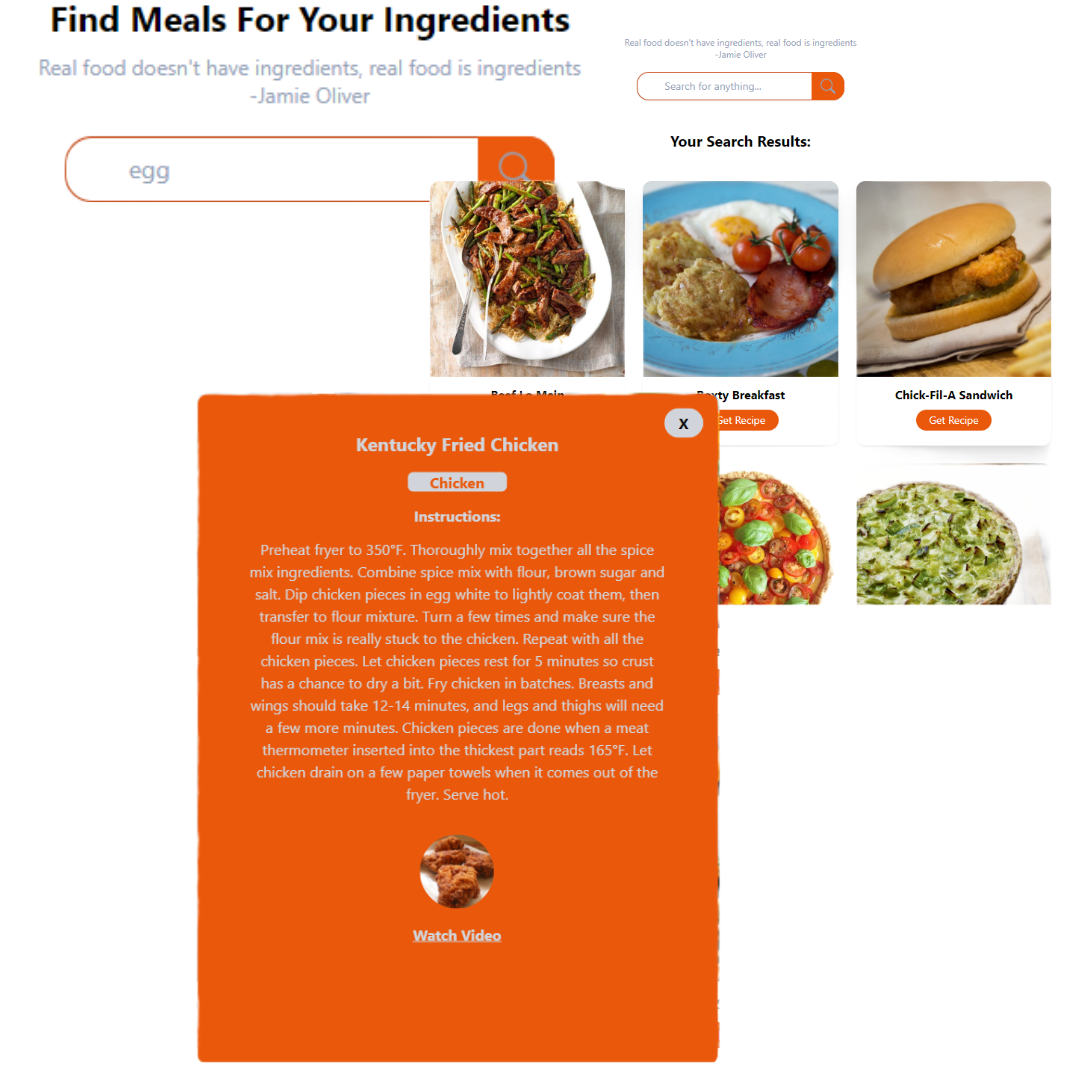 Find Meals For Your Ingredients
Real food doesn't have ingredients, real food is ingredients
-Jamie Oliver
egg
Real food doesn't have ingredients, real food is ingredients
-Jamie Oliver
Search for anything...
Your Search Results:
Beef Lo Mein
Boxty Breakfast
Get Recipe
Chick-Fil-A Sandwich
Get Recipe
X
Kentucky Fried Chicken
Chicken
Instructions:
Preheat fryer to 350°F. Thoroughly mix together all the spice
mix ingredients. Combine spice mix with flour, brown sugar and
salt. Dip chicken pieces in egg white to lightly coat them, then
transfer to flour mixture. Turn a few times and make sure the
flour mix is really stuck to the chicken. Repeat with all the
chicken pieces. Let chicken pieces rest for 5 minutes so crust
has a chance to dry a bit. Fry chicken in batches. Breasts and
wings should take 12-14 minutes, and legs and thighs will need
a few more minutes. Chicken pieces are done when a meat
thermometer inserted into the thickest part reads 165°F. Let
chicken drain on a few paper towels when it comes out of the
fryer. Serve hot.
Watch Video